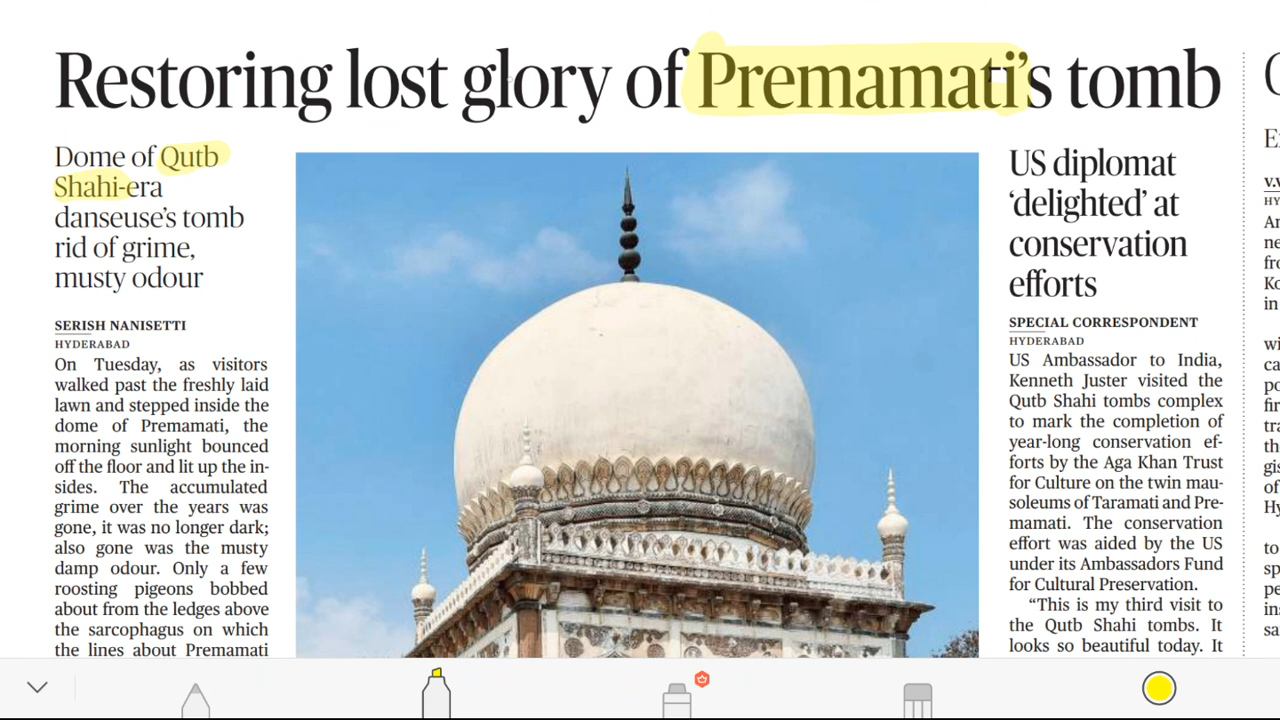 Restoring lost glory of Premamati's tomb
Dome of Qutb
Shahi-era
danseuse's tomb
rid of grime,
musty odour
SERISH NANISETTI
HYDERABAD
On Tuesday, as visitors
walked past the freshly laid
lawn and stepped inside the
dome of Premamati, the
morning sunlight bounced
off the floor and lit up the in-
sides. The accumulated
grime over the years was
gone, it was no longer dark;
also gone was the musty
damp odour. Only a few
roosting pigeons bobbed
about from the ledges above
the sarcophagus on which
the lines about Premamati
US diplomat
‘delighted’ at
conservation
efforts
SPECIAL CORRESPONDENT
HYDERABAD
US Ambassador to India,
Kenneth Juster visited the
Qutb Shahi tombs complex
to mark the completion of
year-long conservation ef-
forts by the Aga Khan Trust
for Culture on the twin mau-
soleums of Taramati and Pre-
mamati. The conservation
effort was aided by the US
under its Ambassadors Fund
for Cultural Preservation.
“This is my third visit to
the Qutb Shahi tombs. It
looks so beautiful today. It